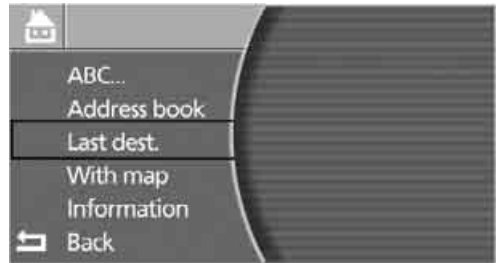 ABC...
Address book
Last dest.
With map
Information
Back